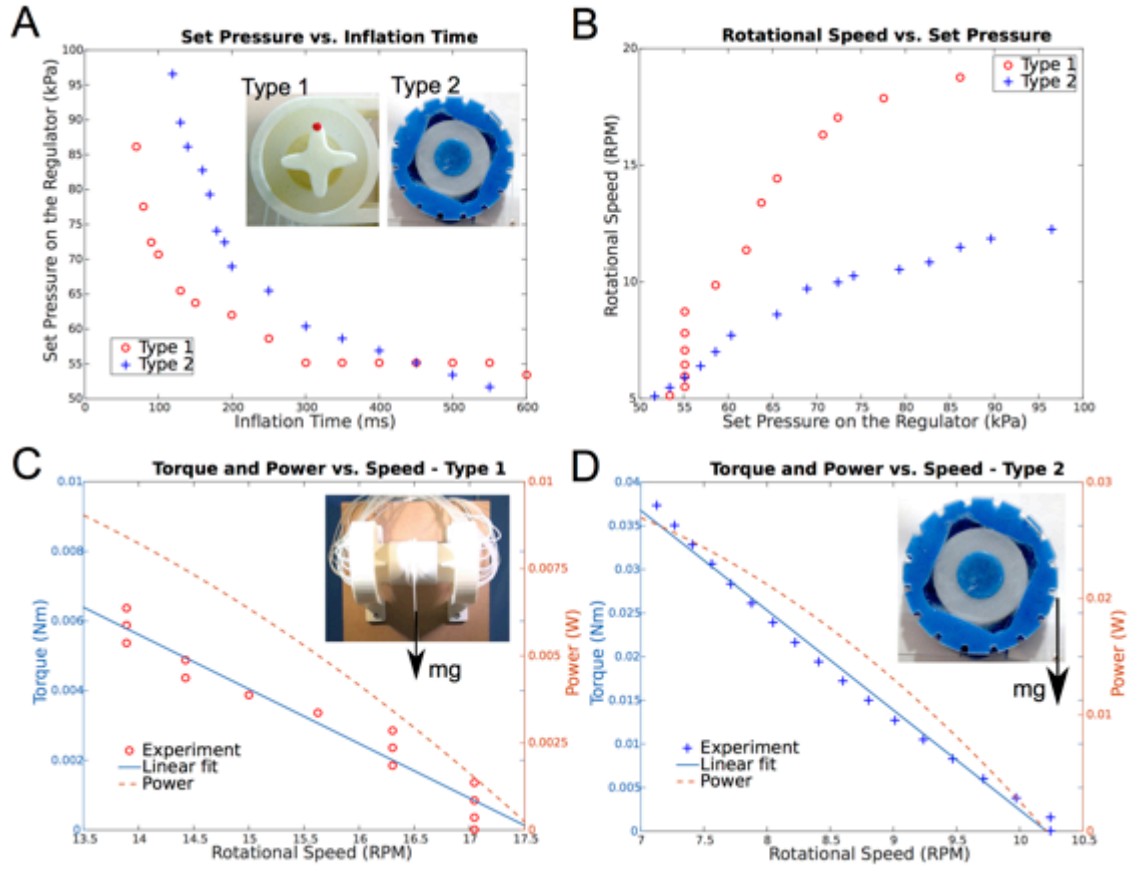 A
Set Pressure vs. Inflation Time
Set Pressure on the Regulator (kPa)
100
95
90
85
80
75
70
65
60
55
50
Type 1
Type 2
Type 1
Type 2
0
100
200
300
400
500
600
Inflation Time (ms)
B
Rotational Speed vs. Set Pressure
Rotational Speed (RPM)
20
15
10
5
Type 1
Type 2
50
55
60
65
70
75
80
85
90
95
100
Set Pressure on the Regulator (kPa)
C
Torque and Power vs. Speed - Type 1
Torque (Nm)
0.01
0.008
0.006
0.004
0.002
0
mg
Experiment
Linear fit
Power
0.01
0.0075
0.005
0.0025
0
Power (W)
13.5
14
14.5
15
15.5
16
16.5
17
17.5
Rotational Speed (RPM)
D
Torque and Power vs. Speed - Type 2
Torque (Nm)
0.04
0.035
0.03
0.025
0.02
0.015
0.01
0.005
0
mg
Experiment
Linear fit
Power
0.03
0.02
0.01
0
Power (W)
7
7.5
8
8.5
9
9.5
10
10.5
Rotational Speed (RPM)